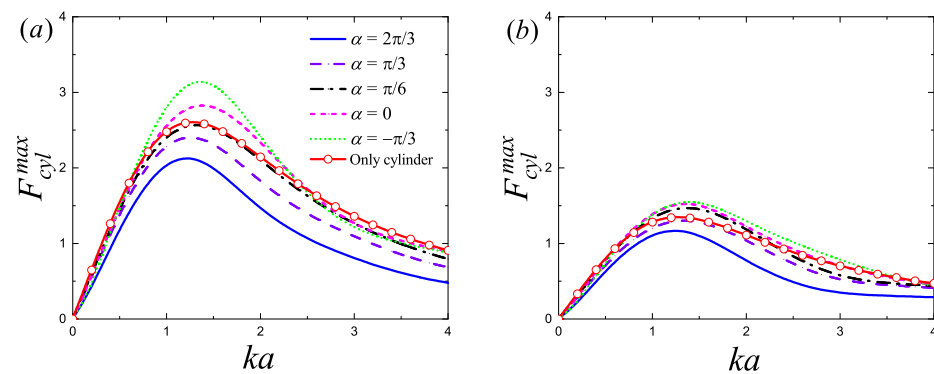 (a)
F_cyl^max
4
3
2
1
0
0 1 2 3 4
ka
α = 2π/3
α = π/3
α = π/6
α = 0
α = −π/3
Only cylinder
(b)
F_cyl^max
4
3
2
1
0
0 1 2 3 4
ka